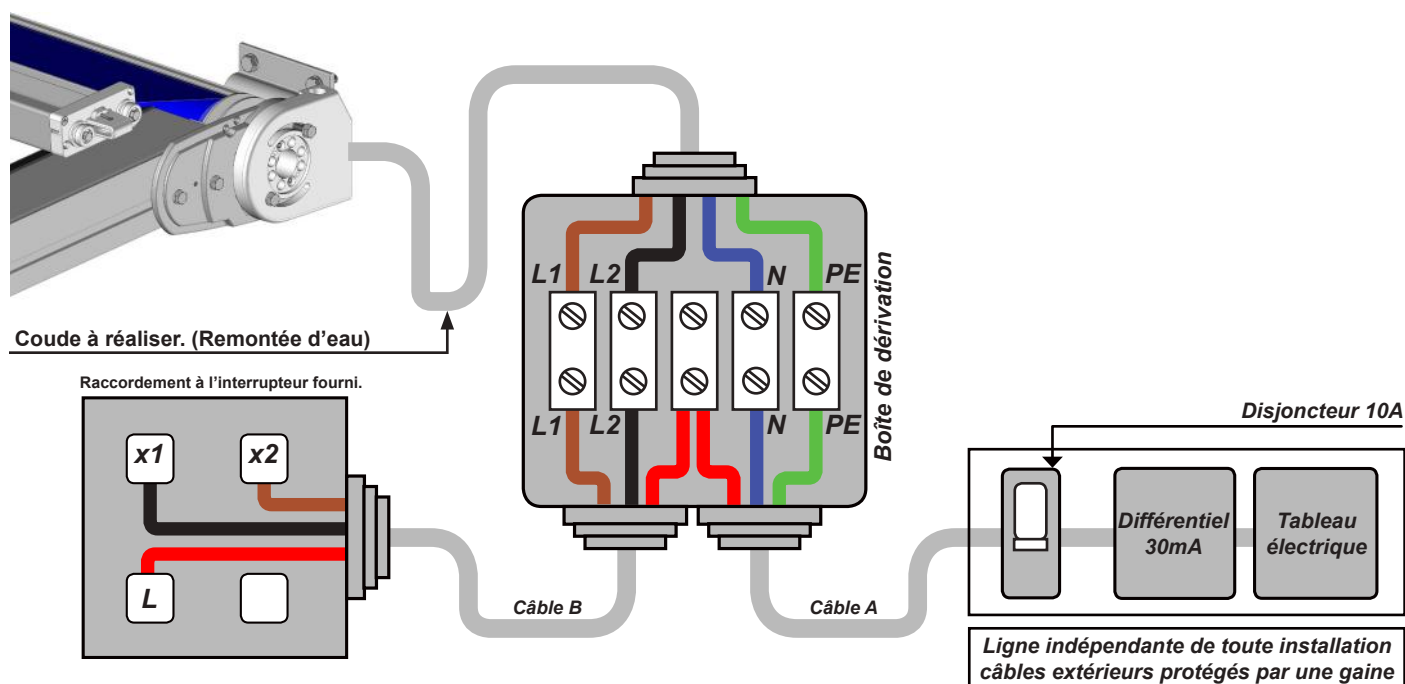 L1 L2 N PE
Boîte de dérivation
Coude à réaliser. (Remontée d'eau)
Raccordement à l'interrupteur fourni.
L1 L2 N PE
Disjoncteur 10A
x1 x2
L
Différentiel
30mA
Tableau
électrique
Câble B
Câble A
Ligne indépendante de toute installation
câbles extérieurs protégés par une gaine